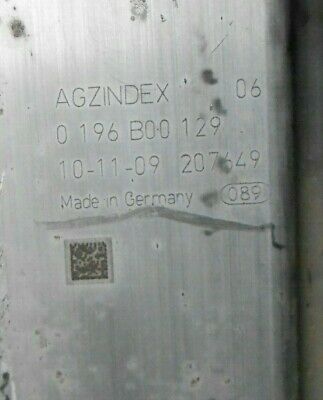 AGZINDEX 06
0 196 B00 129
10-11-09 207649
Made in Germany 089